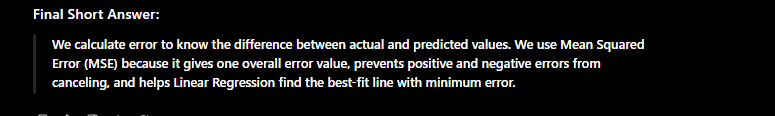 Final Short Answer:
We calculate error to know the difference between actual and predicted values. We use Mean Squared
Error (MSE) because it gives one overall error value, prevents positive and negative errors from
canceling, and helps Linear Regression find the best-fit line with minimum error.